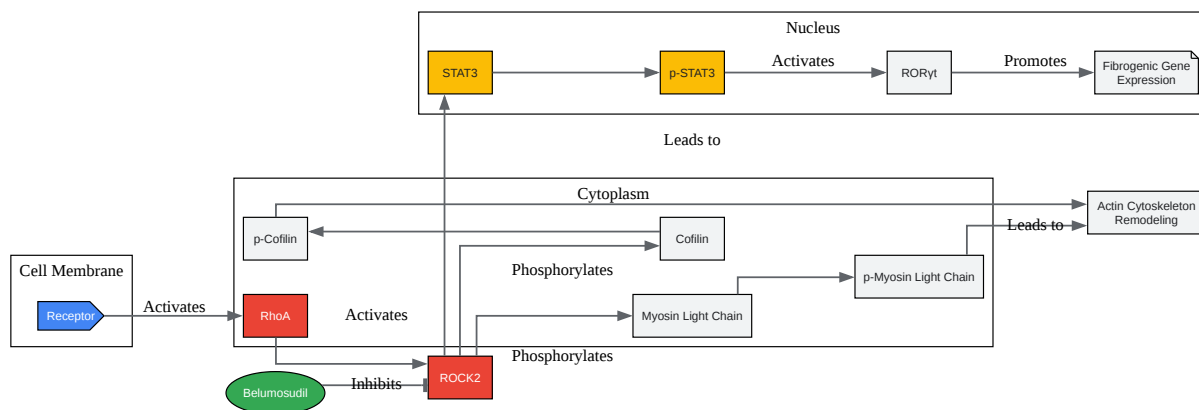 Nucleus
STAT3
p-STAT3
Activates
RORγt
Promotes
Fibrogenic Gene
Expression
Leads to
Cytoplasm
p-Cofilin
Cofilin
Actin Cytoskeleton
Remodeling
Leads to
Cell Membrane
Phosphorylates
p-Myosin Light Chain
Receptor
Activates
RhoA
Activates
Myosin Light Chain
Phosphorylates
ROCK2
Belumosudil
Inhibits